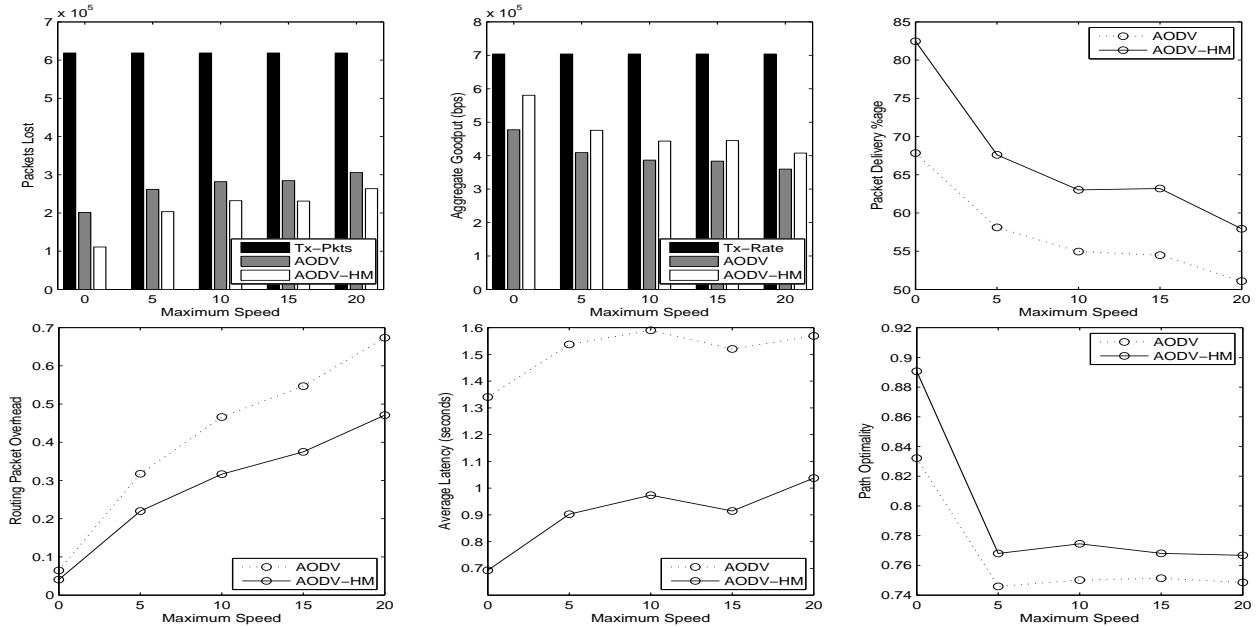 x 10^5
7
6
5
4
3
2
1
0
Packets Lost
Tx−Pkts
AODV
AODV−HM
0 5 10 15 20
Maximum Speed
x 10^5
8
7
6
5
4
3
2
1
0
Aggregate Goodput (bps)
Tx−Rate
AODV
AODV−HM
0 5 10 15 20
Maximum Speed
85
80
75
70
65
60
55
50
Packet Delivery %age
AODV
AODV−HM
0 5 10 15 20
Maximum Speed
0.7
0.6
0.5
0.4
0.3
0.2
0.1
0
Routing Packet Overhead
AODV
AODV−HM
0 5 10 15 20
Maximum Speed
1.6
1.5
1.4
1.3
1.2
1.1
1
0.9
0.8
0.7
Average Latency (seconds)
AODV
AODV−HM
0 5 10 15 20
Maximum Speed
0.92
0.9
0.88
0.86
0.84
0.82
0.8
0.78
0.76
0.74
Path Optimality
AODV
AODV−HM
0 5 10 15 20
Maximum Speed